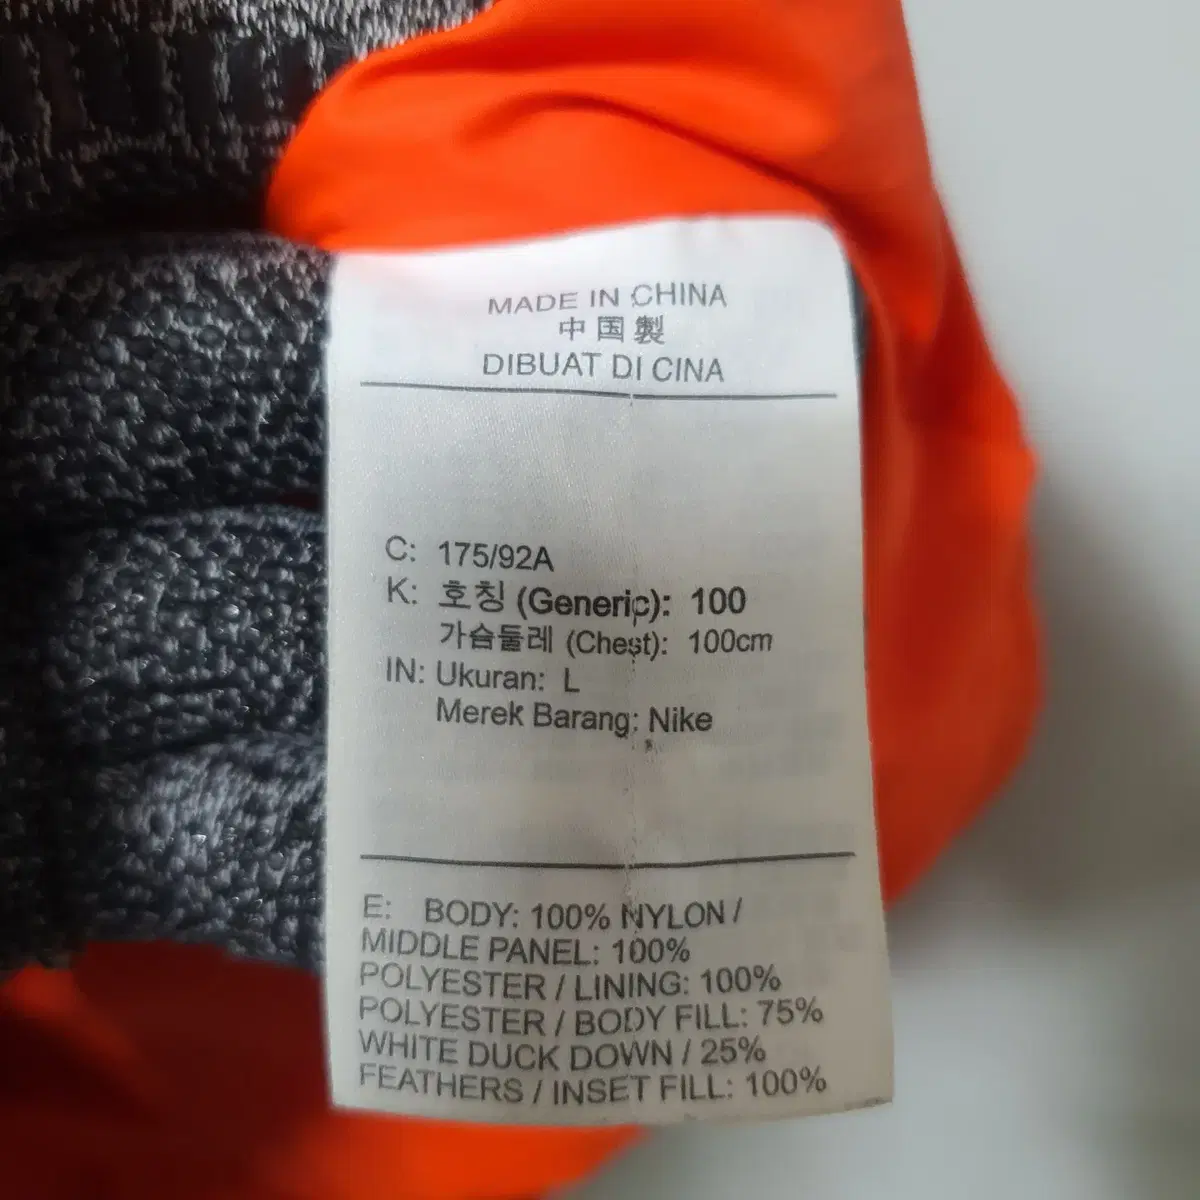 MADE IN CHINA
中国製
DIBUAT DI CINA
C: 175/92A
K: 호칭 (Generic): 100
가슴둘레 (Chest): 100cm
IN: Ukuran: L
Merek Barang: Nike
E: BODY: 100% NYLON /
MIDDLE PANEL: 100%
POLYESTER / LINING: 100%
POLYESTER / BODY FILL: 75%
WHITE DUCK DOWN / 25%
FEATHERS / INSET FILL: 100%